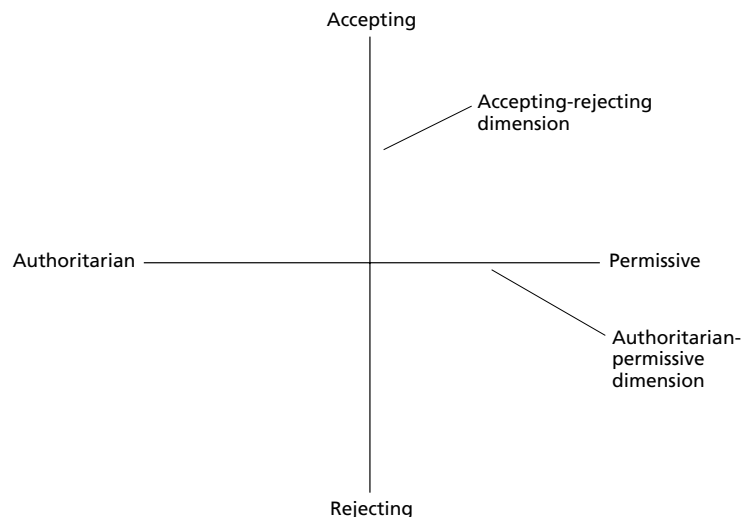 Accepting
Accepting-rejecting
dimension
Authoritarian
Permissive
Authoritarian-
permissive
dimension
Rejecting